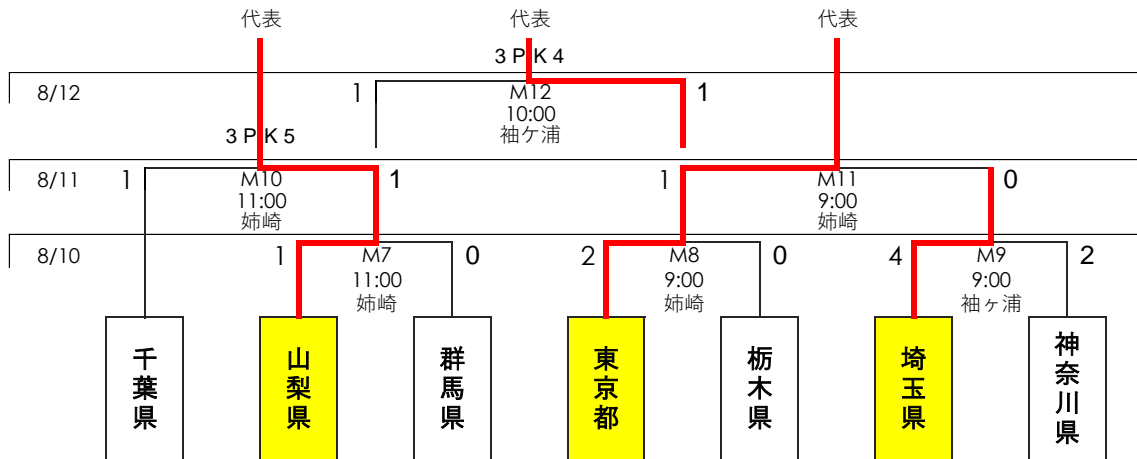 代表 代表 代表
3 P K 4
8/12 1 M12 1
10:00
袖ケ浦
3 P K 5
8/11 1 M10 1 1 M11 0
11:00 9:00
姉崎 姉崎
8/10 1 M7 0 2 M8 0 4 M9 2
11:00 9:00 9:00
姉崎 姉崎 袖ヶ浦
千葉県
山梨県
群馬県
東京都
栃木県
埼玉県
神奈川県